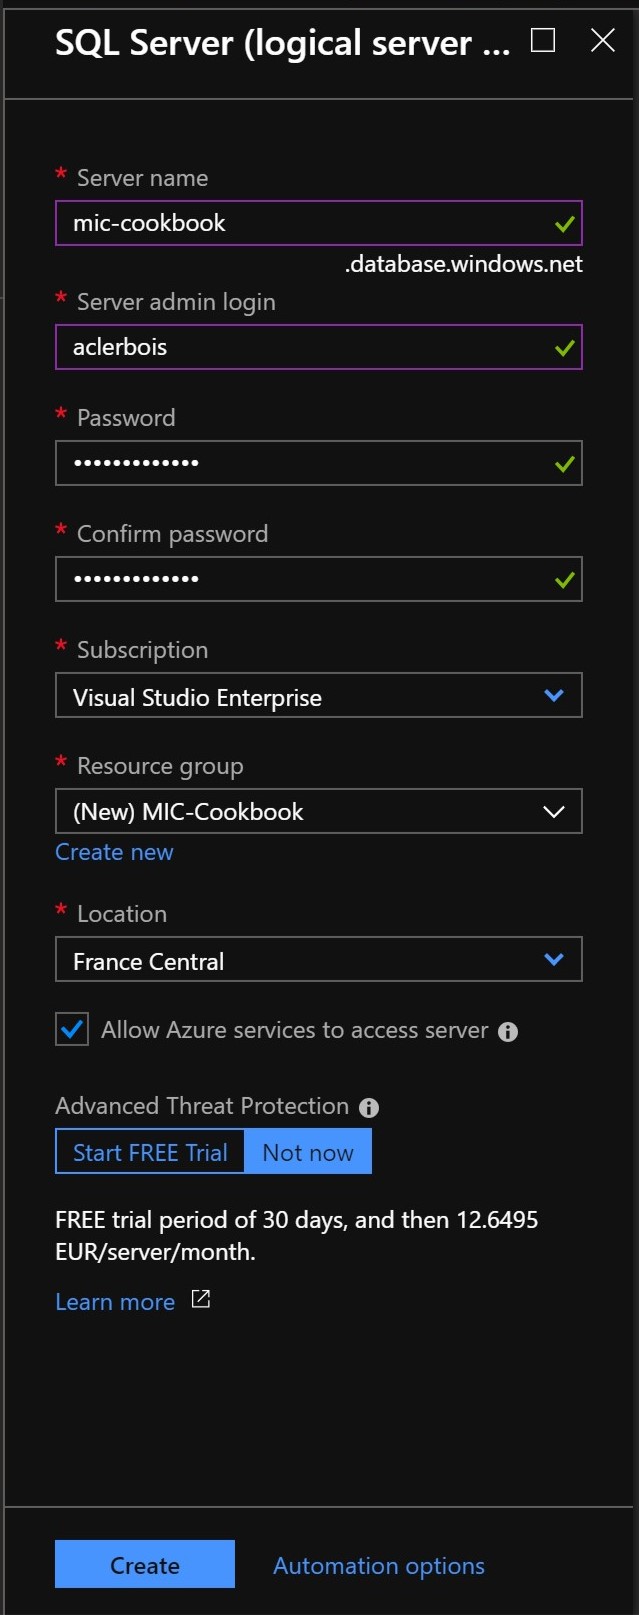 SQL Server (logical server ...
* Server name
mic-cookbook
.database.windows.net
* Server admin login
aclerbois
* Password
•••••••••••••
* Confirm password
•••••••••••••
* Subscription
Visual Studio Enterprise
* Resource group
(New) MIC-Cookbook
Create new
* Location
France Central
Allow Azure services to access server
Advanced Threat Protection
Start FREE Trial Not now
FREE trial period of 30 days, and then 12.6495
EUR/server/month.
Learn more
Create Automation options